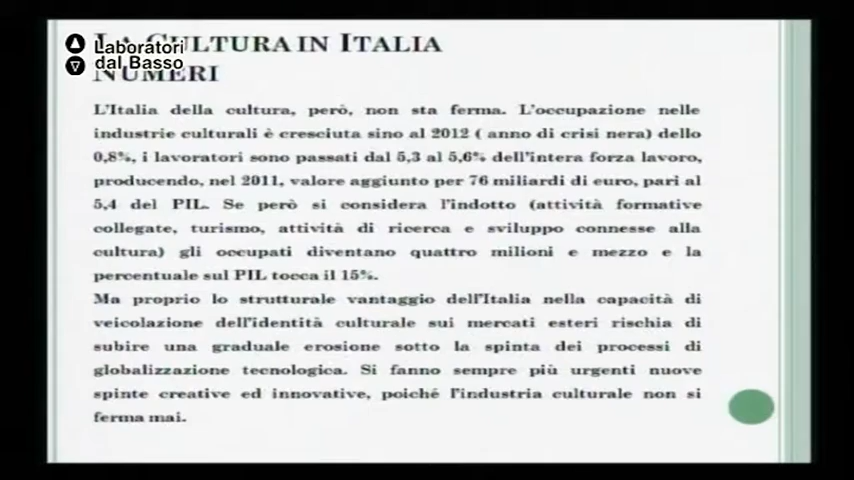 LA CULTURA IN ITALIA
NUMERI
Laboratori
dal Basso
L'Italia della cultura, però, non sta ferma. L'occupazione nelle
industrie culturali è cresciuta sino al 2012 ( anno di crisi nera) dello
0,8%, i lavoratori sono passati dal 5,3 al 5,6% dell'intera forza lavoro,
producendo, nel 2011, valore aggiunto per 76 miliardi di euro, pari al
5,4 del PIL. Se però si considera l'indotto (attività formative
collegate, turismo, attività di ricerca e sviluppo connesse alla
cultura) gli occupati diventano quattro milioni e mezzo e la
percentuale sul PIL tocca il 15%.
Ma proprio lo strutturale vantaggio dell'Italia nella capacità di
veicolazione dell'identità culturale sui mercati esteri rischia di
subire una graduale erosione sotto la spinta dei processi di
globalizzazione tecnologica. Si fanno sempre più urgenti nuove
spinte creative ed innovative, poiché l'industria culturale non si
ferma mai.